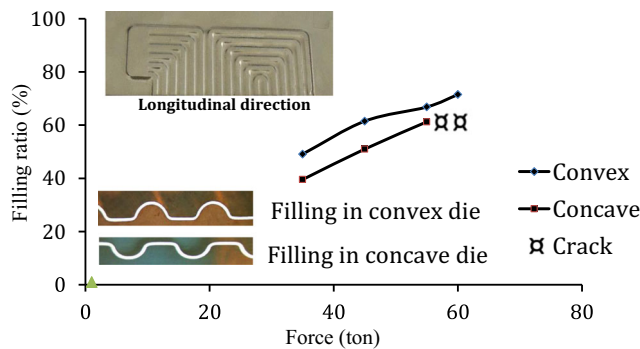 100
80
60
40
20
0
Filling ratio (%)
Longitudinal direction
Filling in convex die
Filling in concave die
Convex
Concave
Crack
0
20
40
60
80
Force (ton)